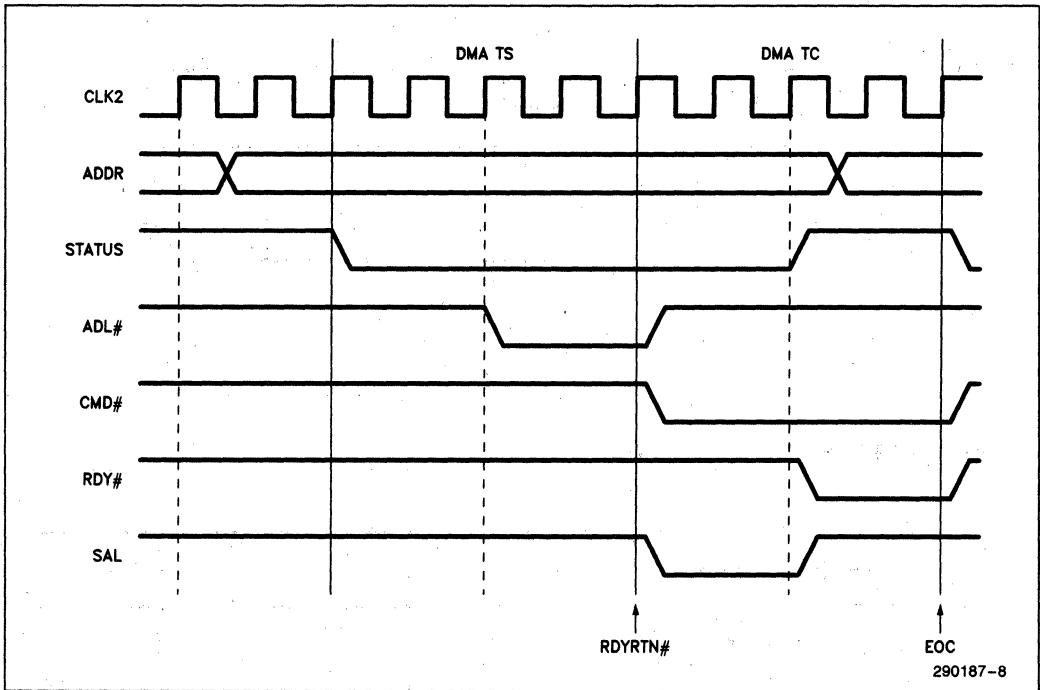 DMA TS DMA TC
CLK2
ADDR
STATUS
ADL#
CMD#
RDY#
SAL
RDYRTN# EOC
290187-8